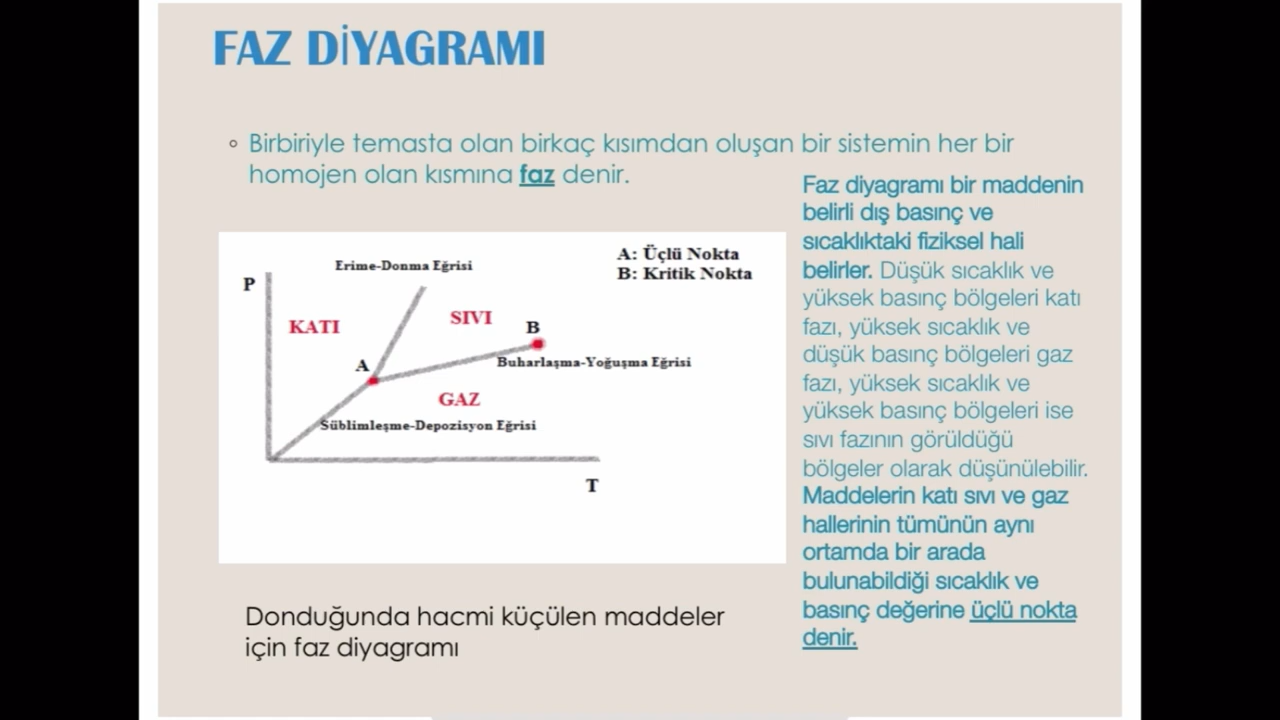 FAZ DİYAGRAMI
Birbiriyle temasta olan birkaç kısımdan oluşan bir sistemin her bir
homojen olan kısmına faz denir.
A: Üçlü Nokta
B: Kritik Nokta
Erime-Donma Eğrisi
P
KATI
SIVI
B
A
Buharlaşma-Yoğuşma Eğrisi
GAZ
Süblimleşme-Depozisyon Eğrisi
T
Donduğunda hacmi küçülen maddeler
için faz diyagramı
Faz diyagramı bir maddenin
belirli dış basınç ve
sıcaklıktaki fiziksel hali
belirler. Düşük sıcaklık ve
yüksek basınç bölgeleri katı
fazı, yüksek sıcaklık ve
düşük basınç bölgeleri gaz
fazı, yüksek sıcaklık ve
yüksek basınç bölgeleri ise
sıvı fazının görüldüğü
bölgeler olarak düşünülebilir.
Maddelerin katı sıvı ve gaz
hallerinin tümünün aynı
ortamda bir arada
bulunabildiği sıcaklık ve
basınç değerine üçlü nokta
denir.